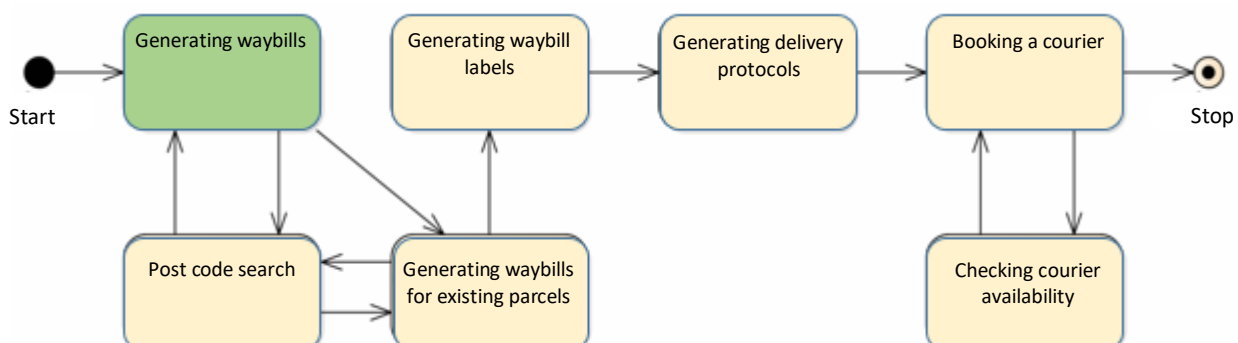 Generating waybills
Generating waybill
labels
Generating delivery
protocols
Booking a courier
Start
Stop
Post code search
Generating waybills
for existing parcels
Checking courier
availability